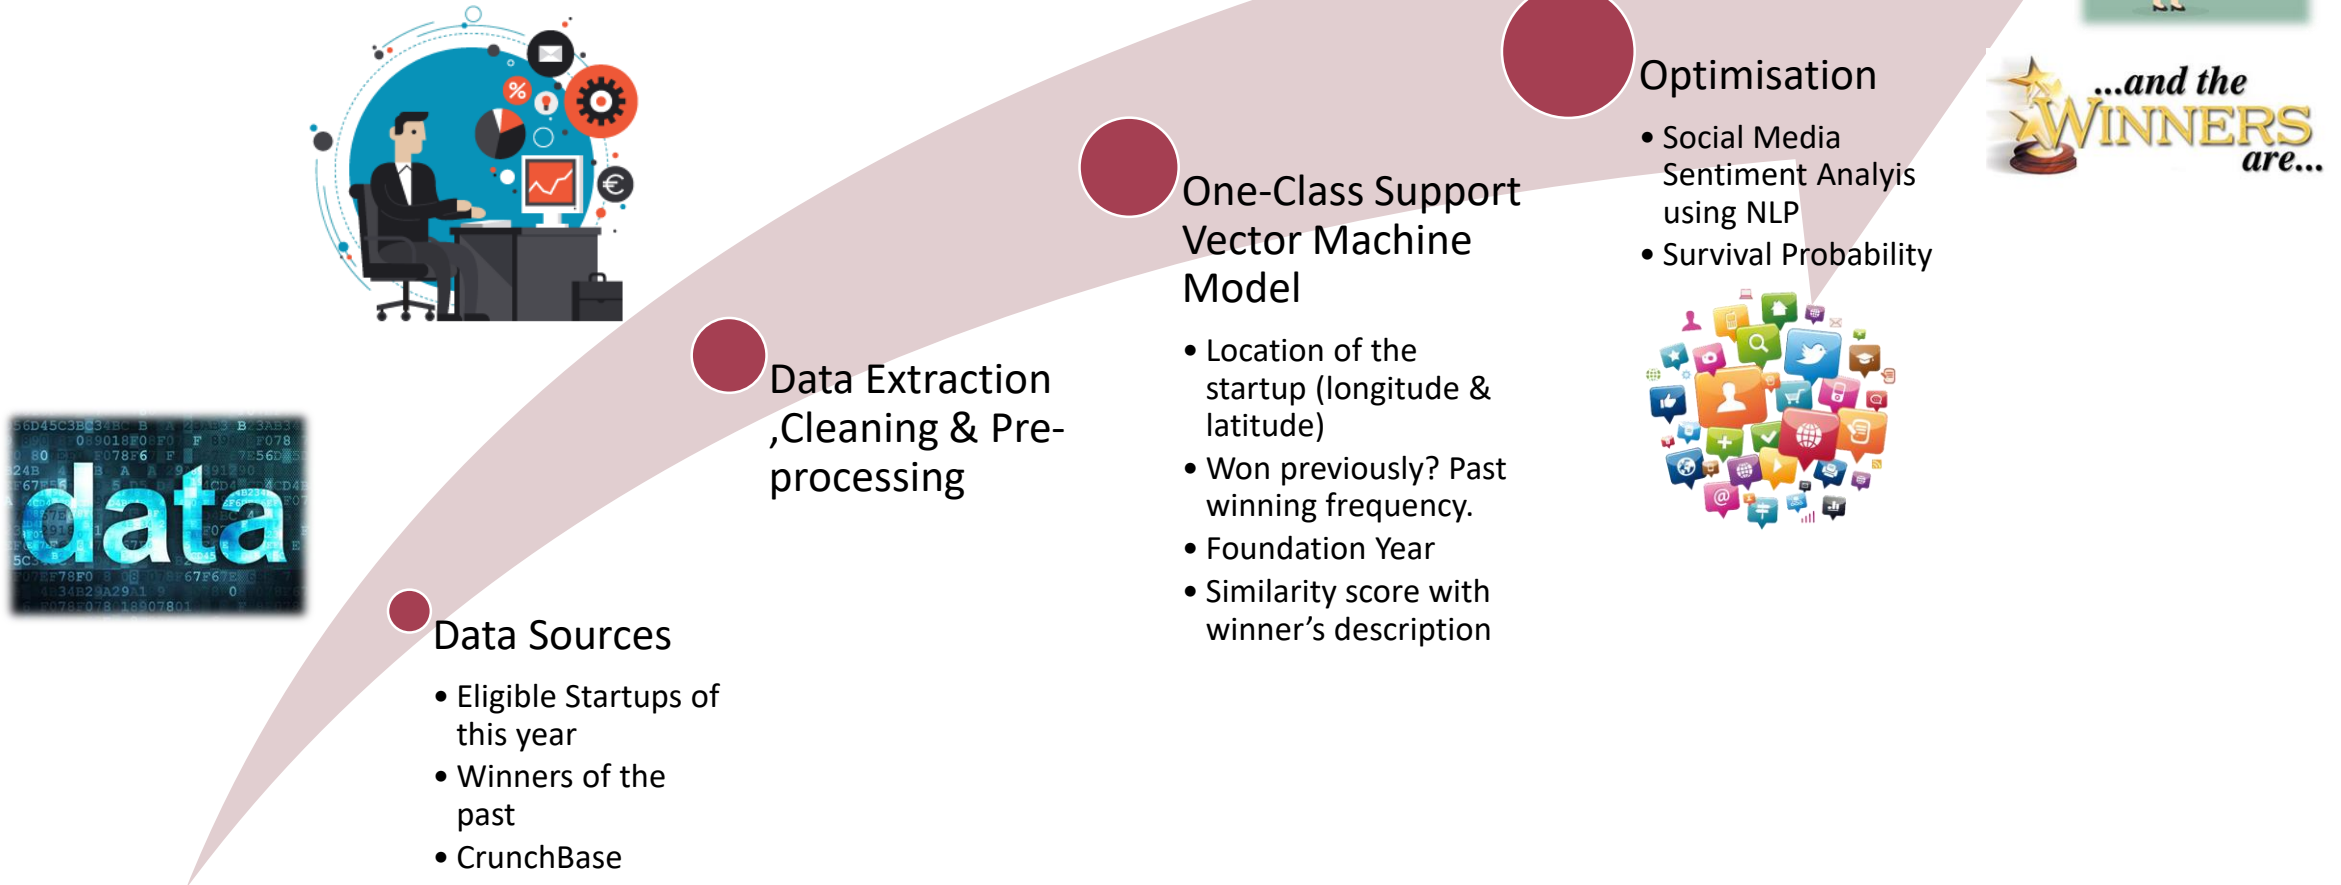 Optimisation
• Social Media
Sentiment Analyis
using NLP
• Survival Probability
...and the
WINNERS
are...
One-Class Support
Vector Machine
Model
• Location of the
startup (longitude &
latitude)
• Won previously? Past
winning frequency.
• Foundation Year
• Similarity score with
winner’s description
Data Extraction
,Cleaning & Pre-
processing
data
Data Sources
• Eligible Startups of
this year
• Winners of the
past
• CrunchBase